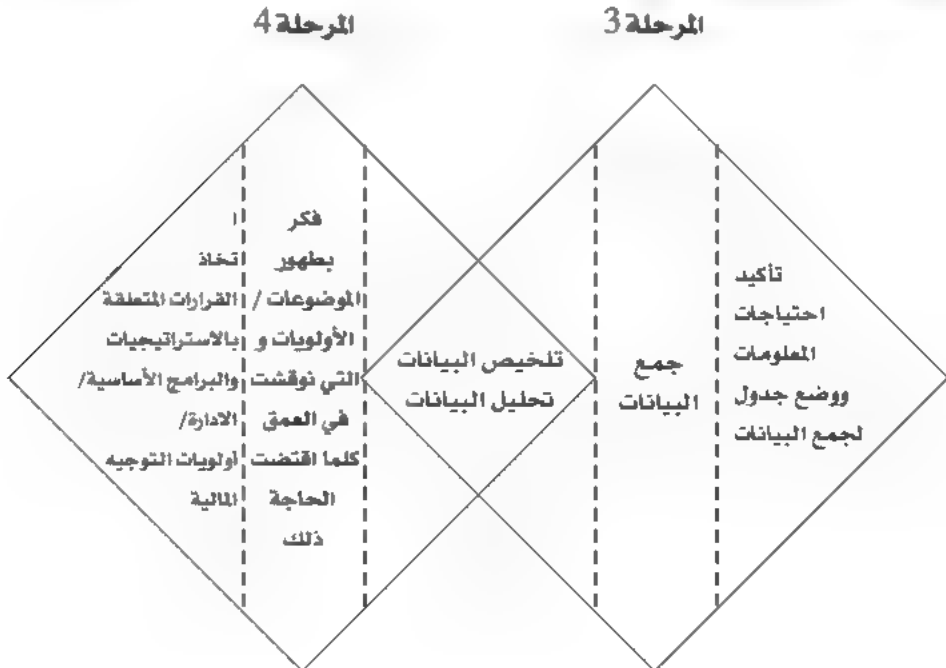 المرحلة 3
المرحلة 4
تأكيد
احتياجات
المعلومات
ووضع جدول
لجمع البيانات
جمع
البيانات
تلخيص البيانات
تحليل البيانات
فكر
بظهور
الموضوعات /
الأولويات و
التي نوقشت
في العمق
كلما اقتضت
الحاجة
ذلك
ا
تخاذ
القرارات المتعلقة
بالاستراتيجيات
والبرامج الأساسية/
الادارة/
أولويات التوجيه
المالية